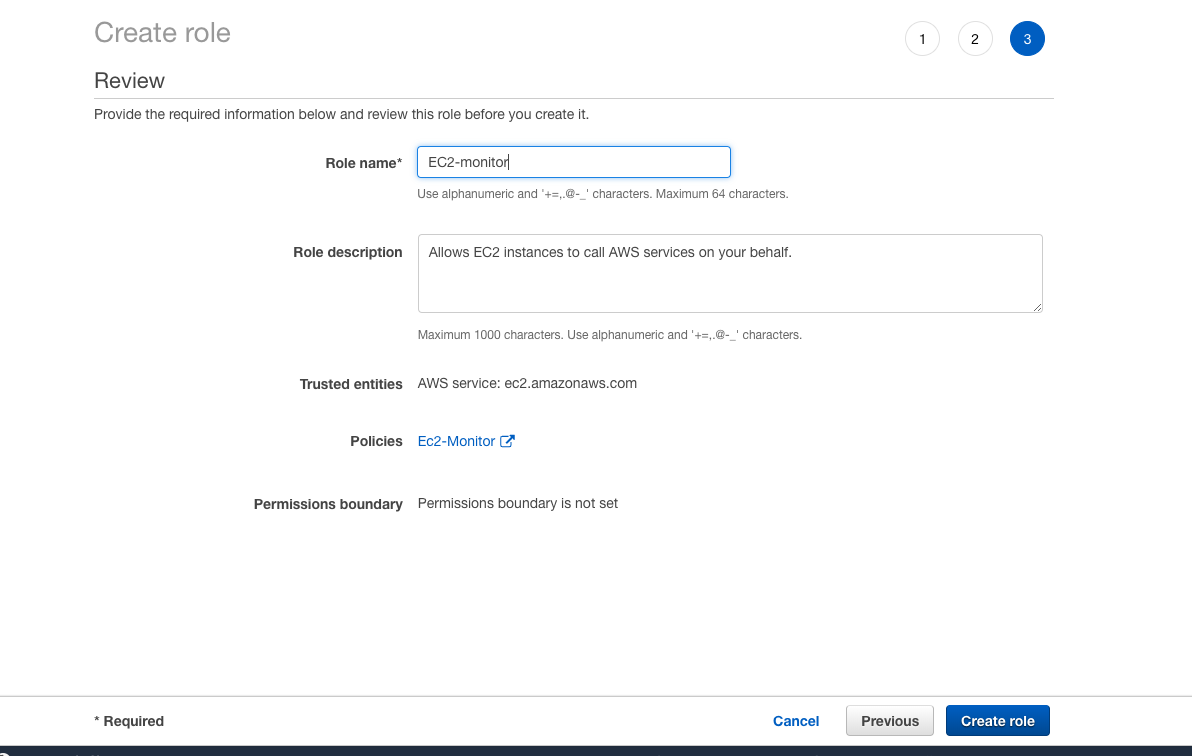 Create role
1 2 3
Review
Provide the required information below and review this role before you create it.
Role name* EC2-monitor
Use alphanumeric and '+=,.@-_' characters. Maximum 64 characters.
Role description Allows EC2 instances to call AWS services on your behalf.
Maximum 1000 characters. Use alphanumeric and '+=,.@-_' characters.
Trusted entities AWS service: ec2.amazonaws.com
Policies Ec2-Monitor
Permissions boundary Permissions boundary is not set
* Required Cancel Previous Create role